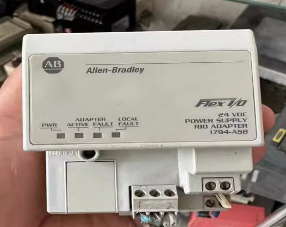 AB
Allen-Bradley
Flex I/O
24 VDC
POWER SUPPLY
RIO ADAPTER
1794-ASB
ADAPTER LOCAL
PWR ACTIVE FAULT FAULT